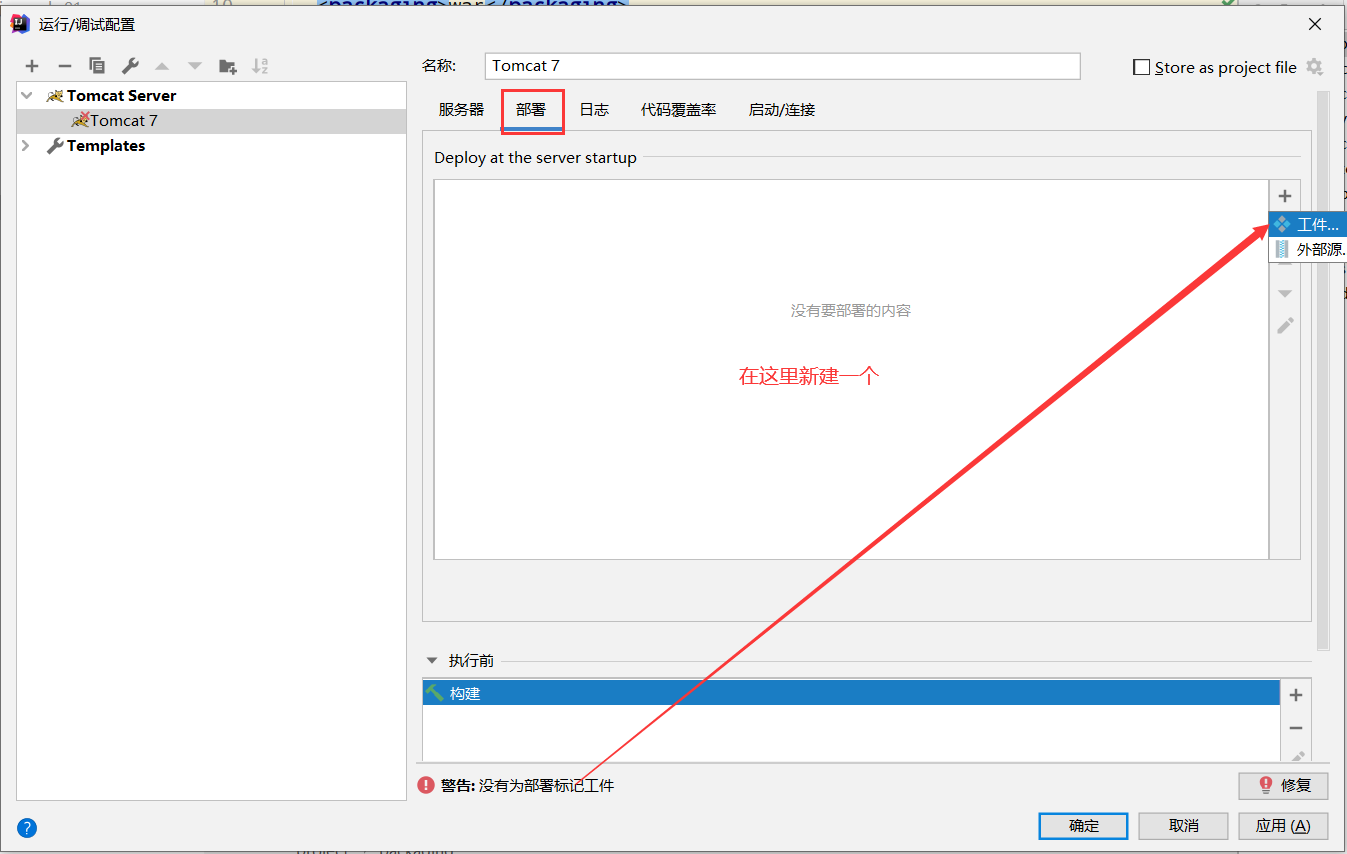 <packaging>war</packaging>
运行/调试配置
Tomcat Server
Tomcat 7
Templates
名称:
Tomcat 7
Store as project file
服务器
部署
日志
代码覆盖率
启动/连接
Deploy at the server startup
工件...
外部源.
没有要部署的内容
在这里新建一个
执行前
构建
警告: 没有为部署标记工件
修复
确定
取消
应用 (A)